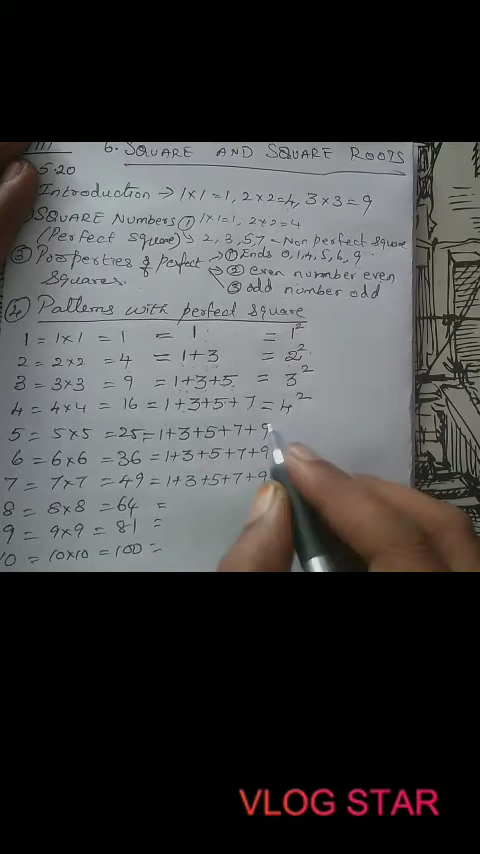 6. SQUARE AND SQUARE ROOTS
5.20
Introduction → 1×1=1, 2×2=4, 3×3=9
SQUARE Numbers ① 1×1=1, 2×2=4
(Perfect square) 2, 3, 5, 7 - Non perfect square
③ Properties of perfect → ① Ends 0,1,4,5,6,9.
squares. ② even number even
③ odd number odd
④ Patterns with perfect square
1 = 1×1 = 1 = 1 = 1²
2 = 2×2 = 4 = 1+3 = 2²
3 = 3×3 = 9 = 1+3+5 = 3²
4 = 4×4 = 16 = 1+3+5+7 = 4²
5 = 5×5 = 25 = 1+3+5+7+9
6 = 6×6 = 36 = 1+3+5+7+9
7 = 7×7 = 49 = 1+3+5+7+9
8 = 8×8 = 64 =
9 = 9×9 = 81 =
10 = 10×10 = 100 =
VLOG STAR